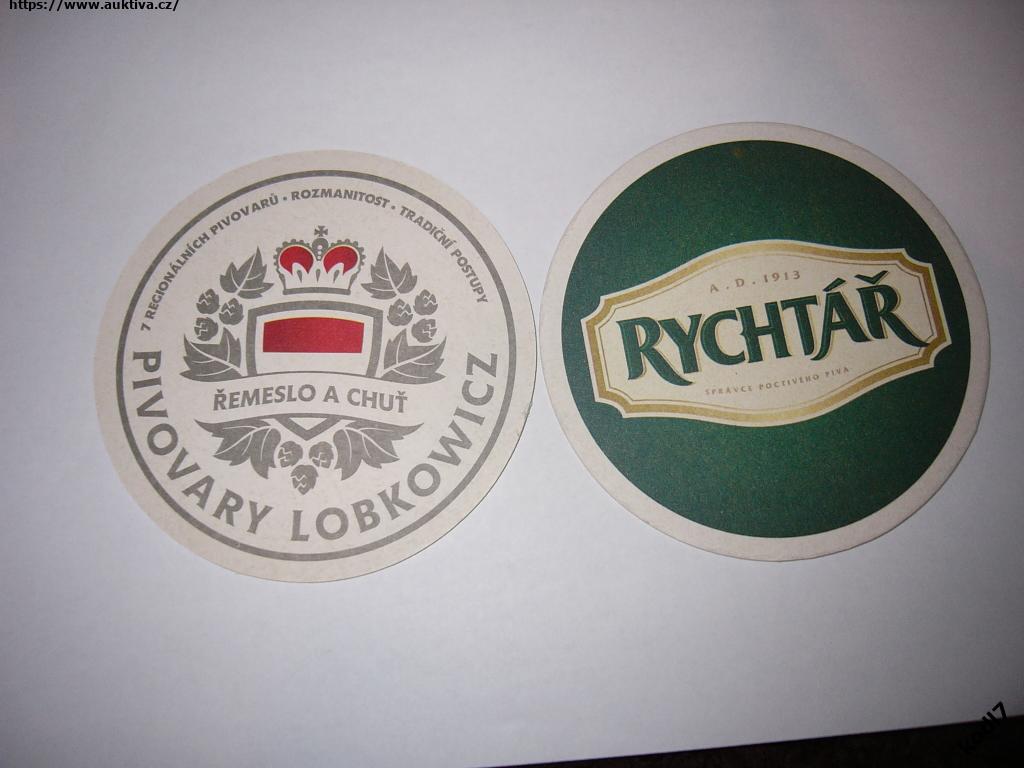 https://www.auktiva.cz/
7 REGIONÁLNÍCH PIVOVARŮ • ROZMANITOST • TRADIČNÍ POSTUPY
ŘEMESLO A CHUŤ
PIVOVARY LOBKOWICZ
A.D. 1913
RYCHTÁŘ
SPRÁVCE POCTIVÉHO PIVA